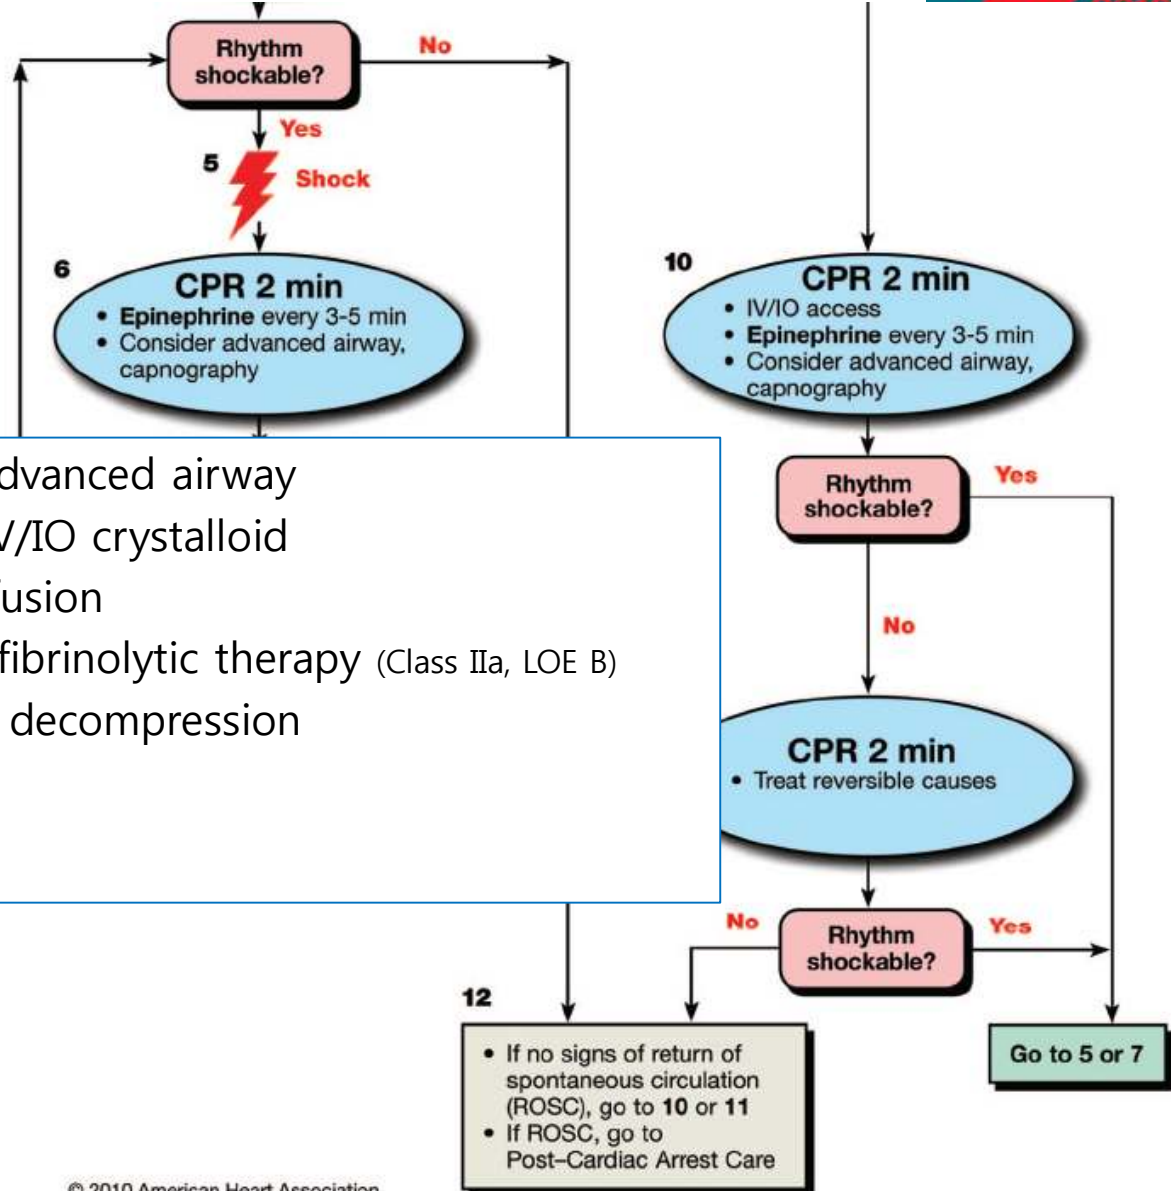 Rhythm
shockable?
No
Yes
5
Shock
6
CPR 2 min
• Epinephrine every 3-5 min
• Consider advanced airway,
capnography
10
CPR 2 min
• IV/IO access
• Epinephrine every 3-5 min
• Consider advanced airway,
capnography
Rhythm
shockable?
Yes
No
airway
crystalloid
fibrinolytic therapy (Class IIa, LOE B)
decompression
CPR 2 min
• Treat reversible causes
No
Rhythm
shockable?
Yes
12
• If no signs of return of
spontaneous circulation
(ROSC), go to 10 or 11
• If ROSC, go to
Post–Cardiac Arrest Care
Go to 5 or 7
© 2010 American Heart Association